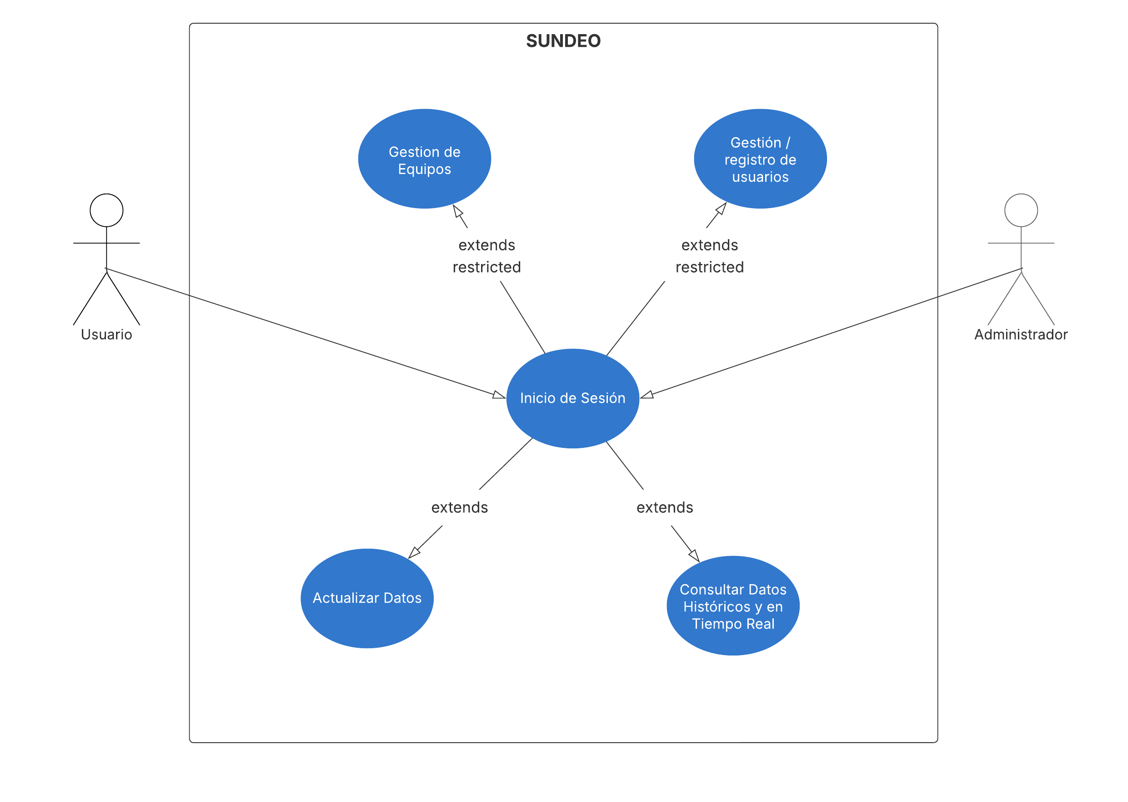 SUNDEO
Gestion de
Equipos
Gestión /
registro de
usuarios
extends
restricted
extends
restricted
Usuario
Administrador
Inicio de Sesión
extends
extends
Actualizar Datos
Consultar Datos
Históricos y en
Tiempo Real